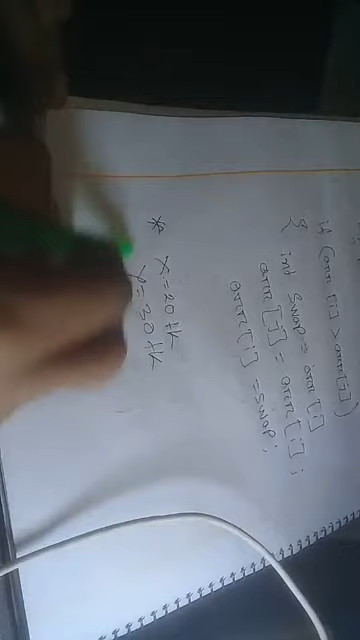 if (arr [i] > arr[j])
{ int swap = arr [i]
arr [j] = arr[i];
arr[i] = swap;
* x = 20 tk
y = 30 tk